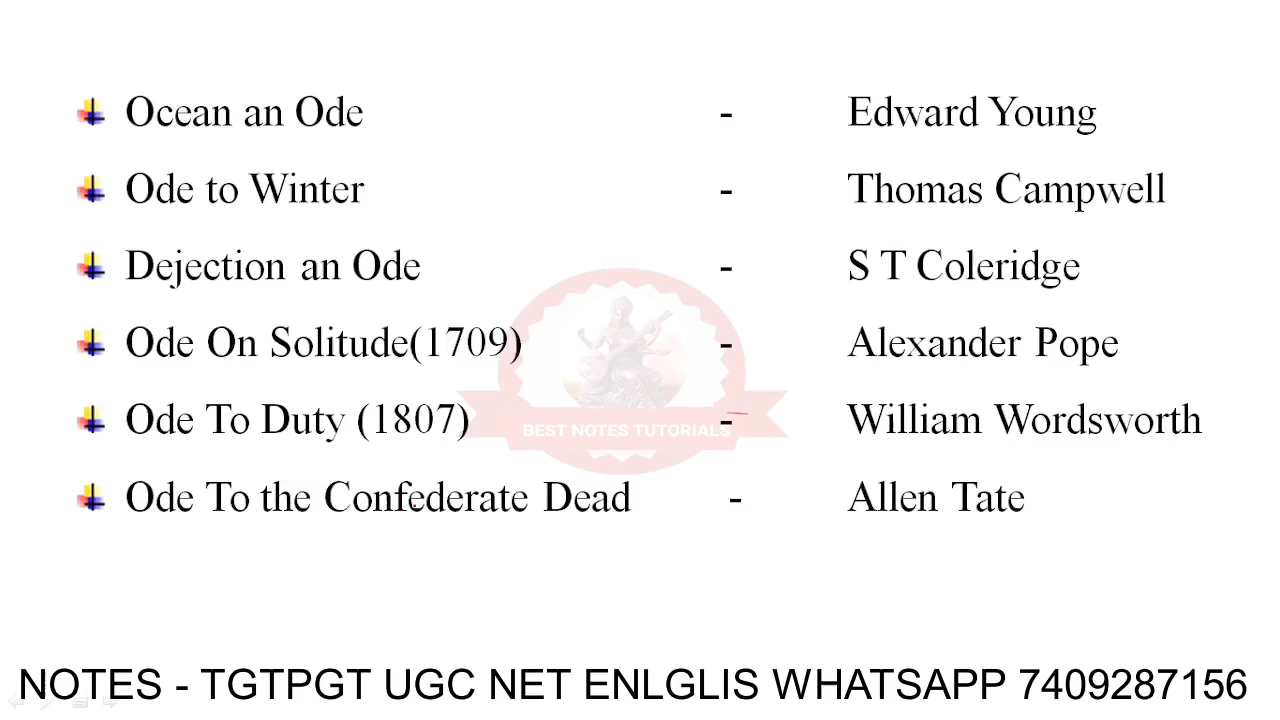 Ocean an Ode - Edward Young
Ode to Winter - Thomas Campwell
Dejection an Ode - S T Coleridge
Ode On Solitude(1709) - Alexander Pope
Ode To Duty (1807) - William Wordsworth
BEST NOTES TUTORIALS
Ode To the Confederate Dead - Allen Tate
NOTES - TGTPGT UGC NET ENLGLIS WHATSAPP 7409287156